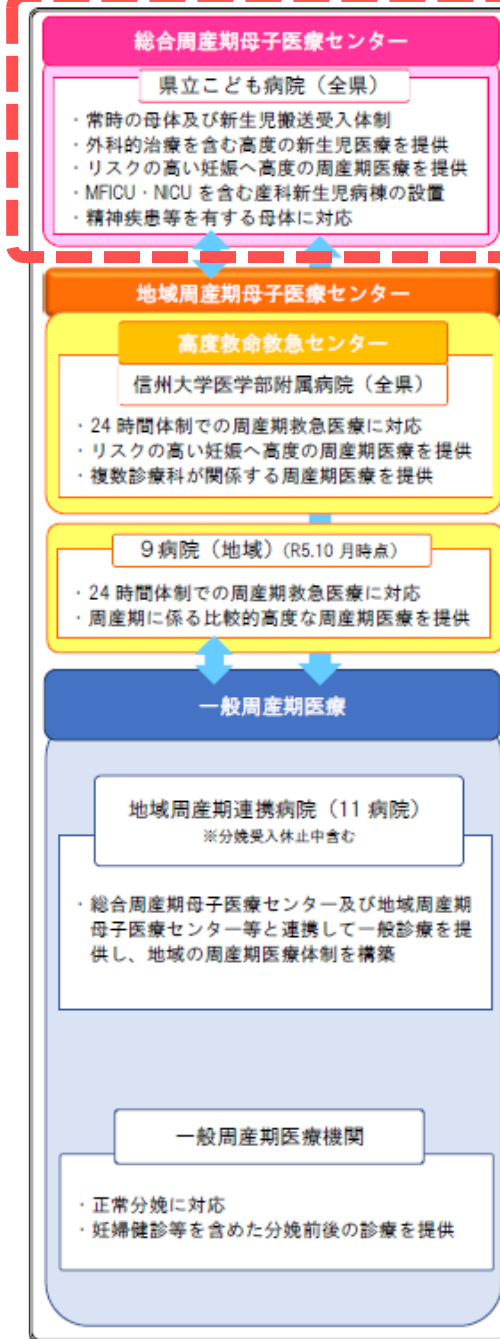 総合周産期母子医療センター
県立こども病院（全県）
・常時の母体及び新生児搬送受入体制
・外科的治療を含む高度の新生児医療を提供
・リスクの高い妊娠へ高度の周産期医療を提供
・MFICU・NICUを含む産科新生児病棟の設置
・精神疾患等を有する母体に対応
地域周産期母子医療センター
高度救命救急センター
信州大学医学部附属病院（全県）
・24時間体制での周産期救急医療に対応
・リスクの高い妊娠へ高度の周産期医療を提供
・複数診療科が関係する周産期医療を提供
９病院（地域）（R5.10月時点）
・24時間体制での周産期救急医療に対応
・周産期に係る比較的高度な周産期医療を提供
一般周産期医療
地域周産期連携病院（11病院）
※分娩受入休止中含む
・総合周産期母子医療センター及び地域周産期
母子医療センター等と連携して一般診療を提
供し、地域の周産期医療体制を構築
一般周産期医療機関
・正常分娩に対応
・妊婦健診等を含めた分娩前後の診療を提供